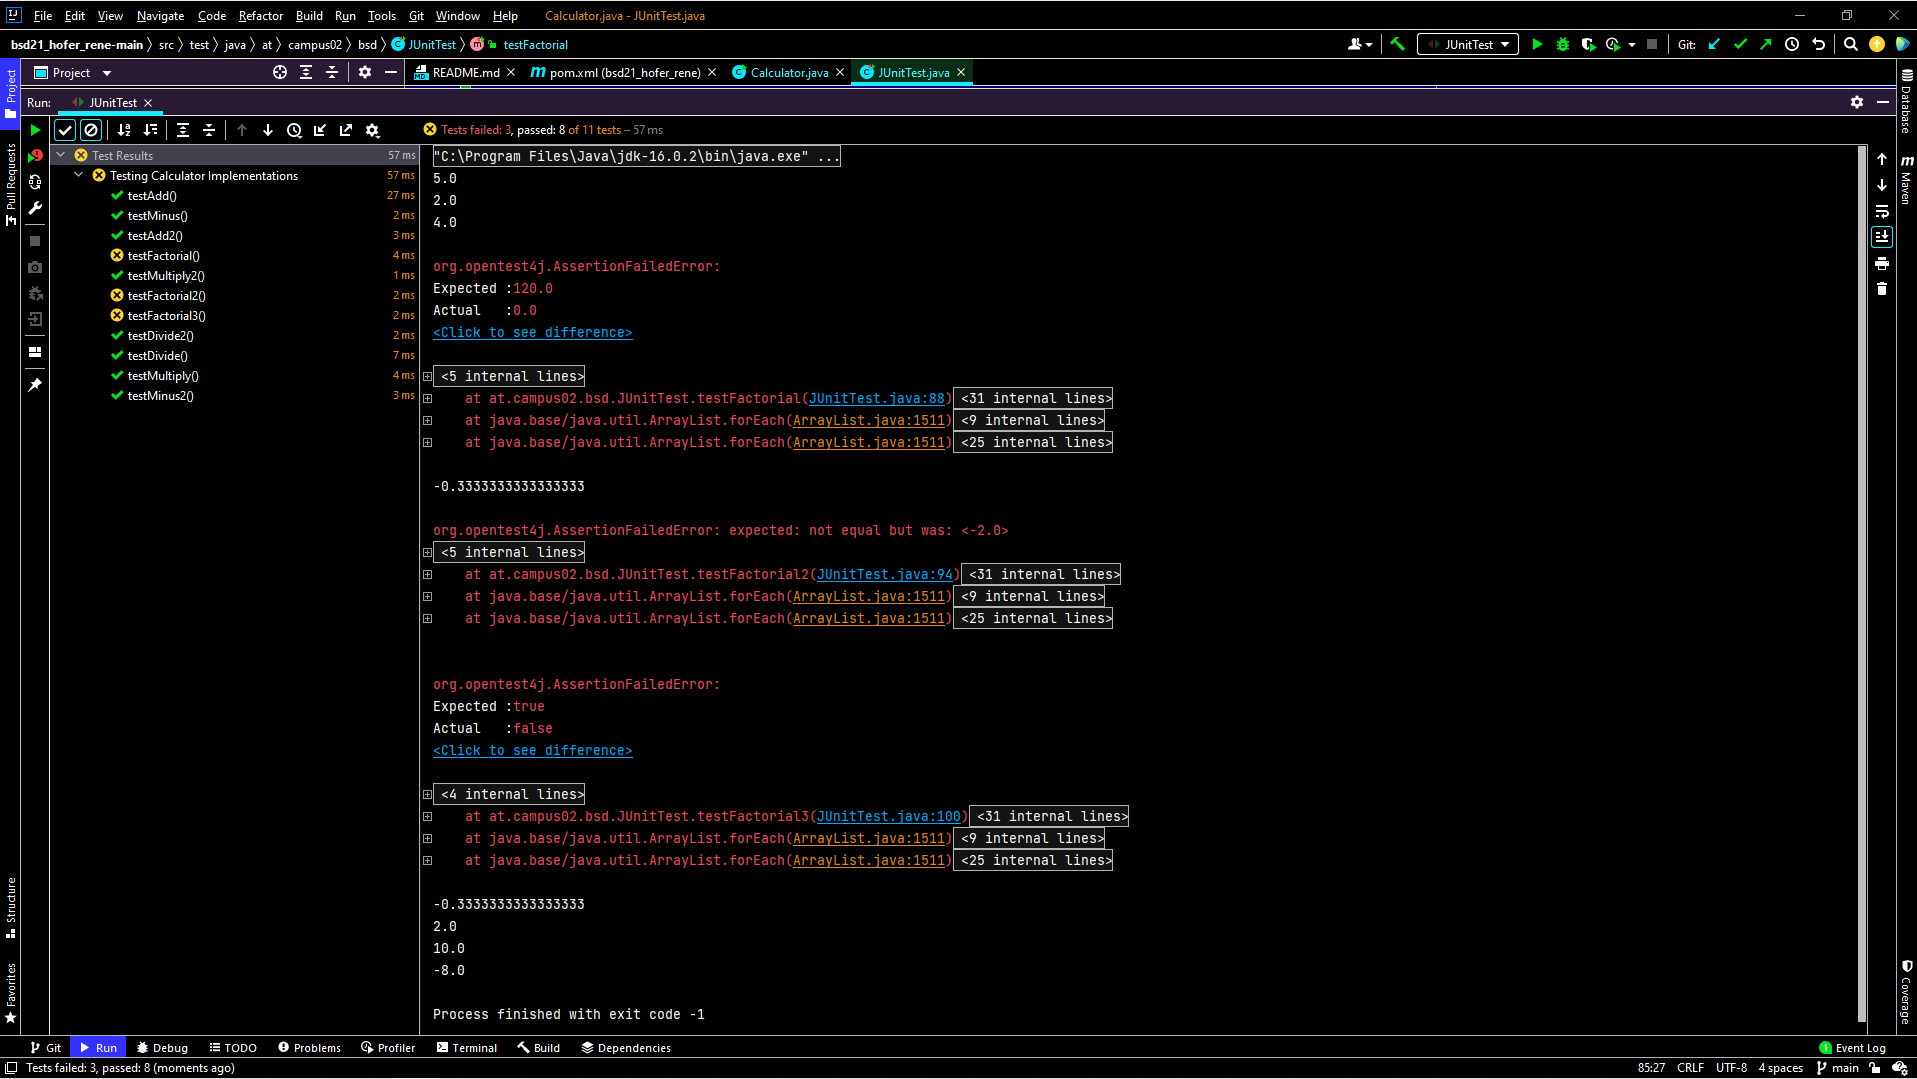 File Edit View Navigate Code Refactor Build Run Tools Git Window Help Calculator.java - JUnitTest.java
bsd21_hofer_rene-main src test java at campus02 bsd JUnitTest testFactorial JUnitTest Git:
Project README.md pom.xml (bsd21_hofer_rene) Calculator.java JUnitTest.java
Run: JUnitTest
Tests failed: 3, passed: 8 of 11 tests – 57 ms
Test Results 57 ms
Testing Calculator Implementations 57 ms
testAdd() 27 ms
testMinus() 2 ms
testAdd2() 3 ms
testFactorial() 4 ms
testMultiply2() 1 ms
testFactorial2() 2 ms
testFactorial3() 2 ms
testDivide2() 2 ms
testDivide() 7 ms
testMultiply() 4 ms
testMinus2() 3 ms
"C:\Program Files\Java\jdk-16.0.2\bin\java.exe" ...
5.0
2.0
4.0
org.opentest4j.AssertionFailedError:
Expected :120.0
Actual   :0.0
<Click to see difference>
<5 internal lines>
at at.campus02.bsd.JUnitTest.testFactorial(JUnitTest.java:88) <31 internal lines>
at java.base/java.util.ArrayList.forEach(ArrayList.java:1511) <9 internal lines>
at java.base/java.util.ArrayList.forEach(ArrayList.java:1511) <25 internal lines>
-0.3333333333333333
org.opentest4j.AssertionFailedError: expected: not equal but was: <-2.0>
<5 internal lines>
at at.campus02.bsd.JUnitTest.testFactorial2(JUnitTest.java:94) <31 internal lines>
at java.base/java.util.ArrayList.forEach(ArrayList.java:1511) <9 internal lines>
at java.base/java.util.ArrayList.forEach(ArrayList.java:1511) <25 internal lines>
org.opentest4j.AssertionFailedError:
Expected :true
Actual   :false
<Click to see difference>
<4 internal lines>
at at.campus02.bsd.JUnitTest.testFactorial3(JUnitTest.java:100) <31 internal lines>
at java.base/java.util.ArrayList.forEach(ArrayList.java:1511) <9 internal lines>
at java.base/java.util.ArrayList.forEach(ArrayList.java:1511) <25 internal lines>
-0.3333333333333333
2.0
10.0
-8.0
Process finished with exit code -1
Project
Pull Requests
Structure
Favorites
Database
Maven
Coverage
Git Run Debug TODO Problems Profiler Terminal Build Dependencies 1 Event Log
Tests failed: 3, passed: 8 (moments ago) 85:27 CRLF UTF-8 4 spaces main